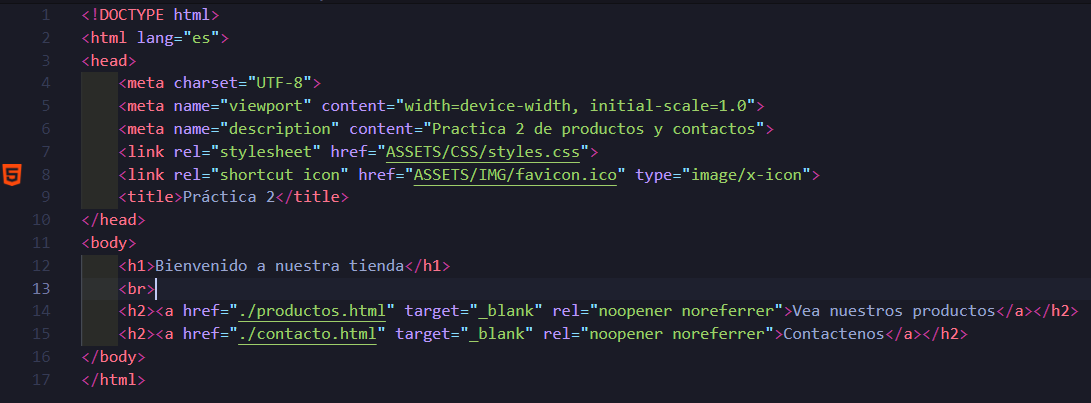 1 <!DOCTYPE html>
2 <html lang="es">
3 <head>
4 <meta charset="UTF-8">
5 <meta name="viewport" content="width=device-width, initial-scale=1.0">
6 <meta name="description" content="Practica 2 de productos y contactos">
7 <link rel="stylesheet" href="ASSETS/CSS/styles.css">
8 <link rel="shortcut icon" href="ASSETS/IMG/favicon.ico" type="image/x-icon">
9 <title>Práctica 2</title>
10 </head>
11 <body>
12 <h1>Bienvenido a nuestra tienda</h1>
13 <br>
14 <h2><a href="./productos.html" target="_blank" rel="noopener noreferrer">Vea nuestros productos</a></h2>
15 <h2><a href="./contacto.html" target="_blank" rel="noopener noreferrer">Contactenos</a></h2>
16 </body>
17 </html>